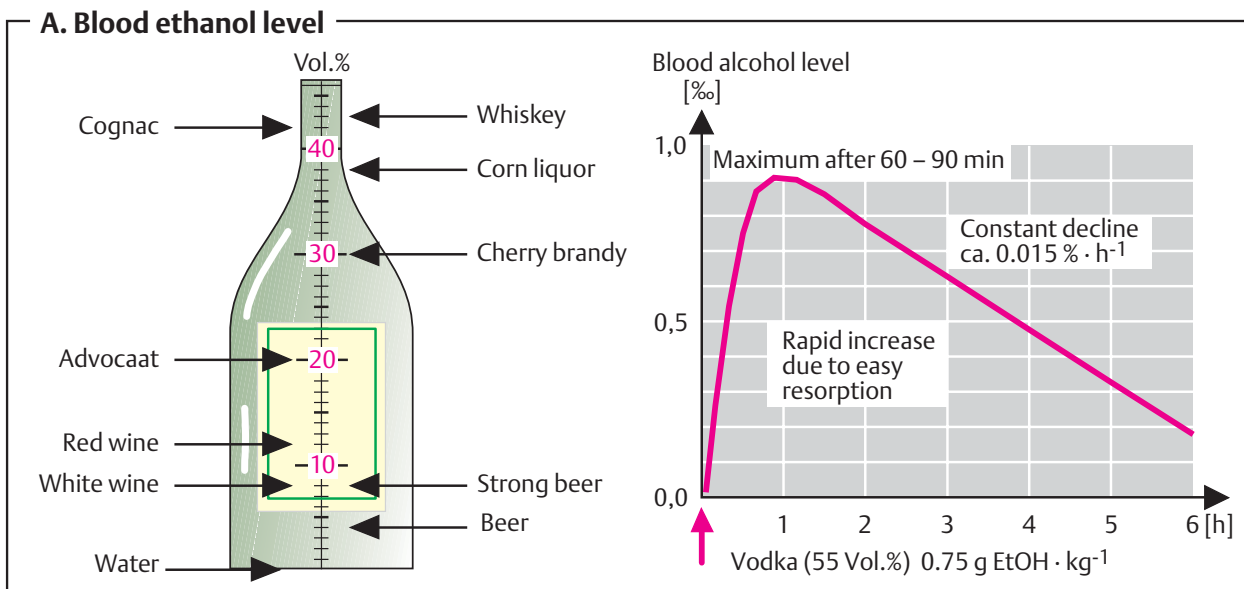 A. Blood ethanol level
Vol.%
Cognac
Whiskey
40
Corn liquor
30
Cherry brandy
Advocaat
20
Red wine
10
White wine
Strong beer
Beer
Water
Blood alcohol level
[‰]
1,0
Maximum after 60 – 90 min
Constant decline
ca. 0.015 % · h-1
0,5
Rapid increase
due to easy
resorption
0,0
1 2 3 4 5 6 [h]
Vodka (55 Vol.%) 0.75 g EtOH · kg-1